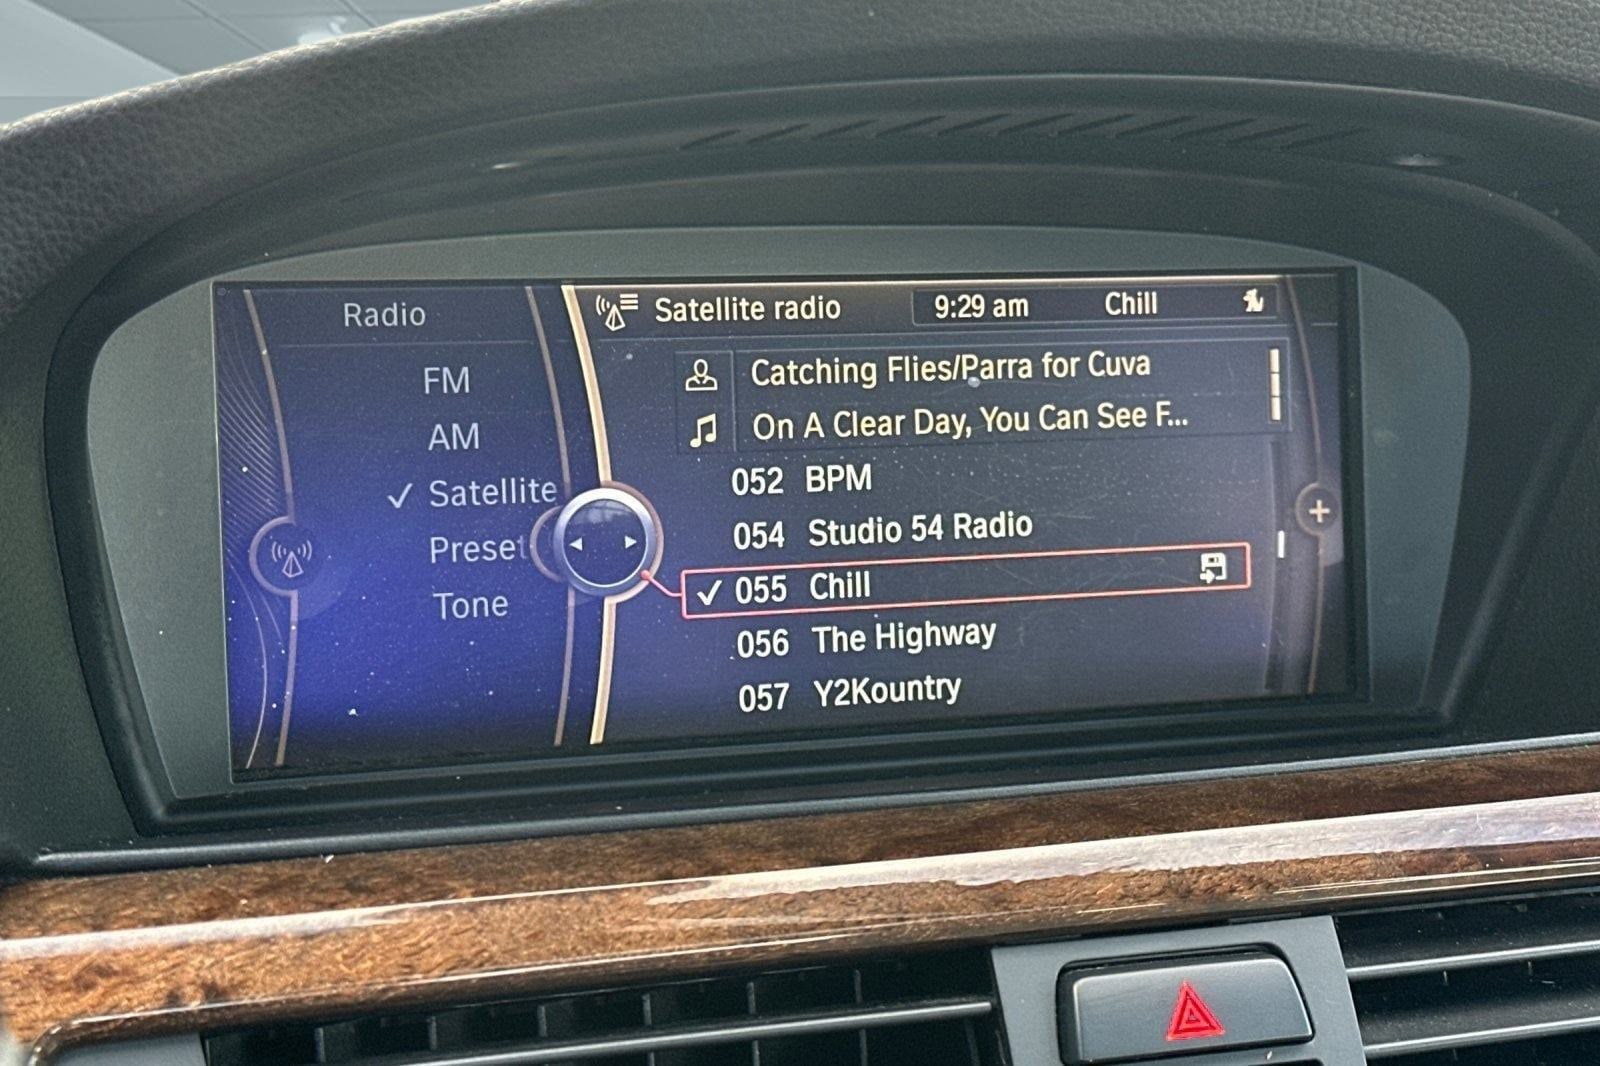 Radio
FM
AM
✓ Satellite
Preset
Tone
Satellite radio 9:29 am Chill
Catching Flies/Parra for Cuva
On A Clear Day, You Can See F...
052 BPM
054 Studio 54 Radio
✓ 055 Chill
056 The Highway
057 Y2Kountry
+